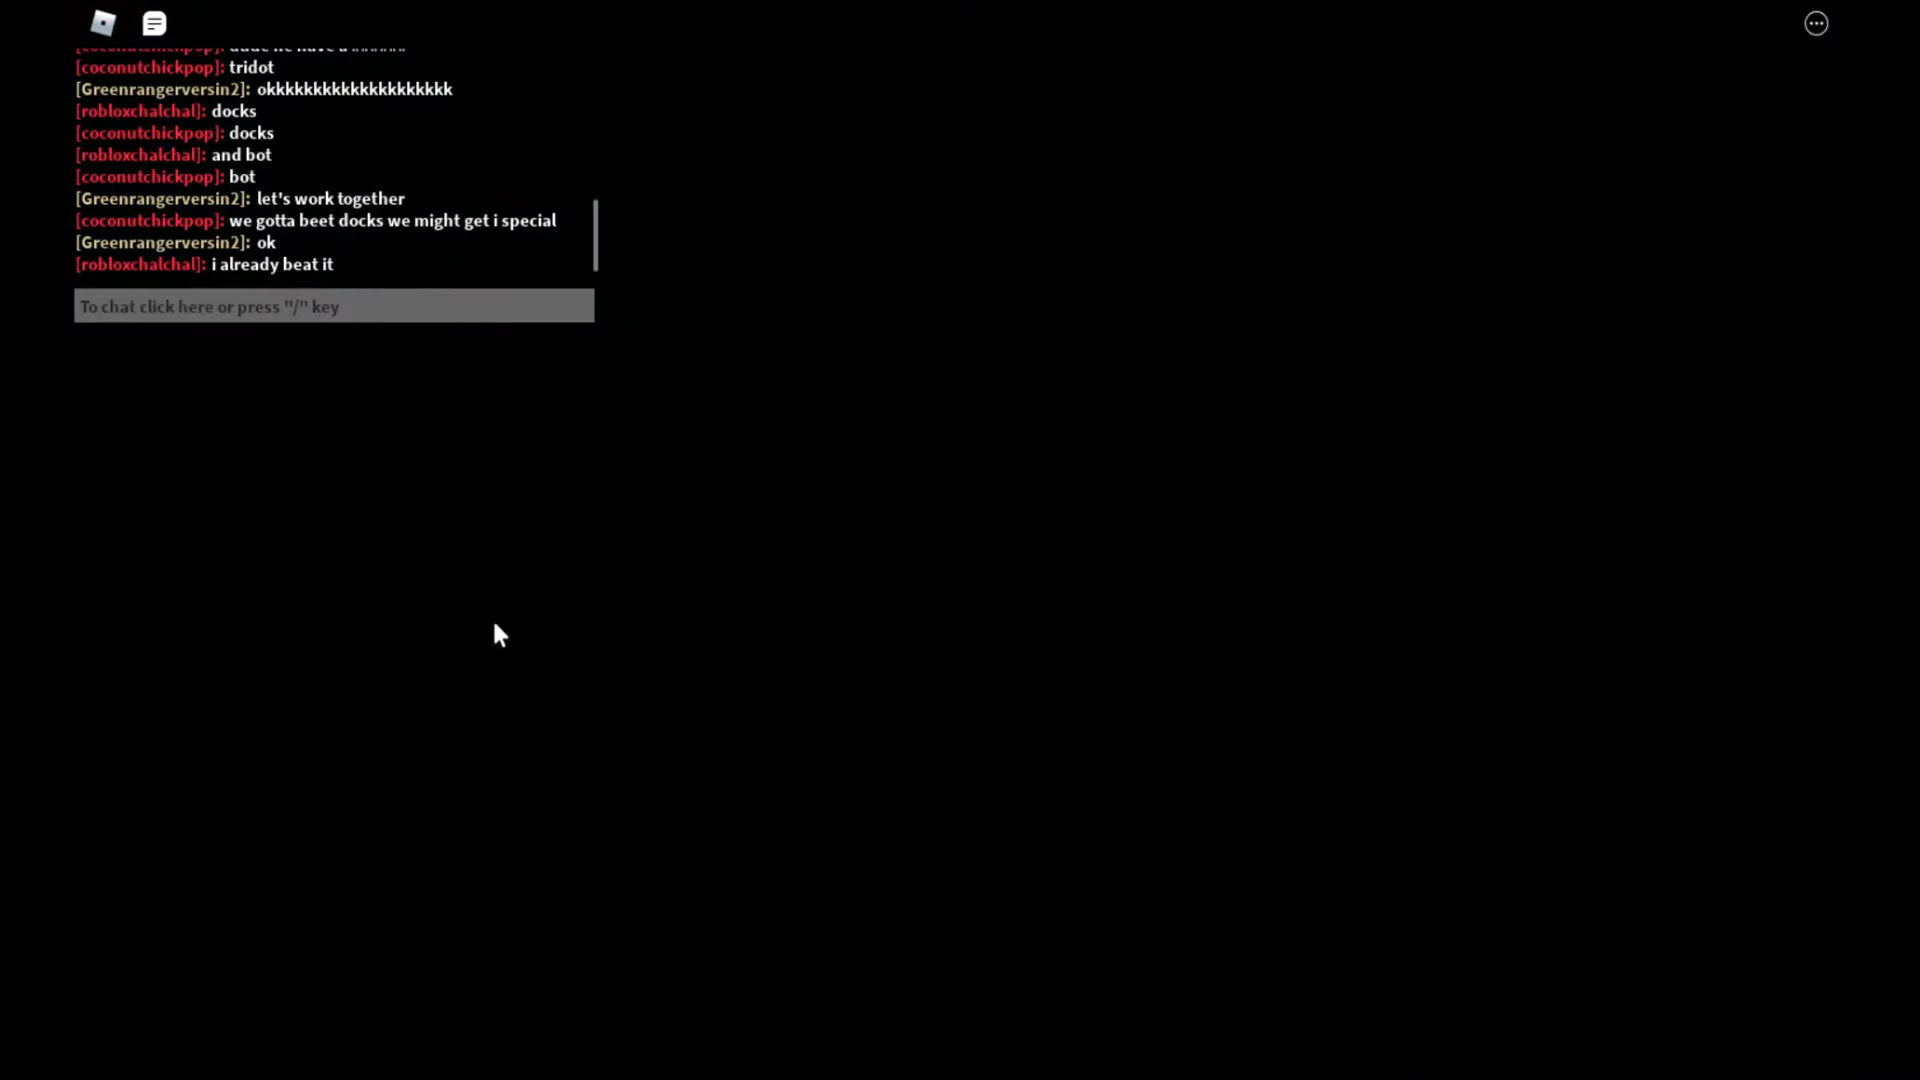 [coconutchickpop]: tridot
[Greenrangerversin2]: okkkkkkkkkkkkkkkkkkkk
[robloxchalchal]: docks
[coconutchickpop]: docks
[robloxchalchal]: and bot
[coconutchickpop]: bot
[Greenrangerversin2]: let's work together
[coconutchickpop]: we gotta beet docks we might get i special
[Greenrangerversin2]: ok
[robloxchalchal]: i already beat it
To chat click here or press "/" key